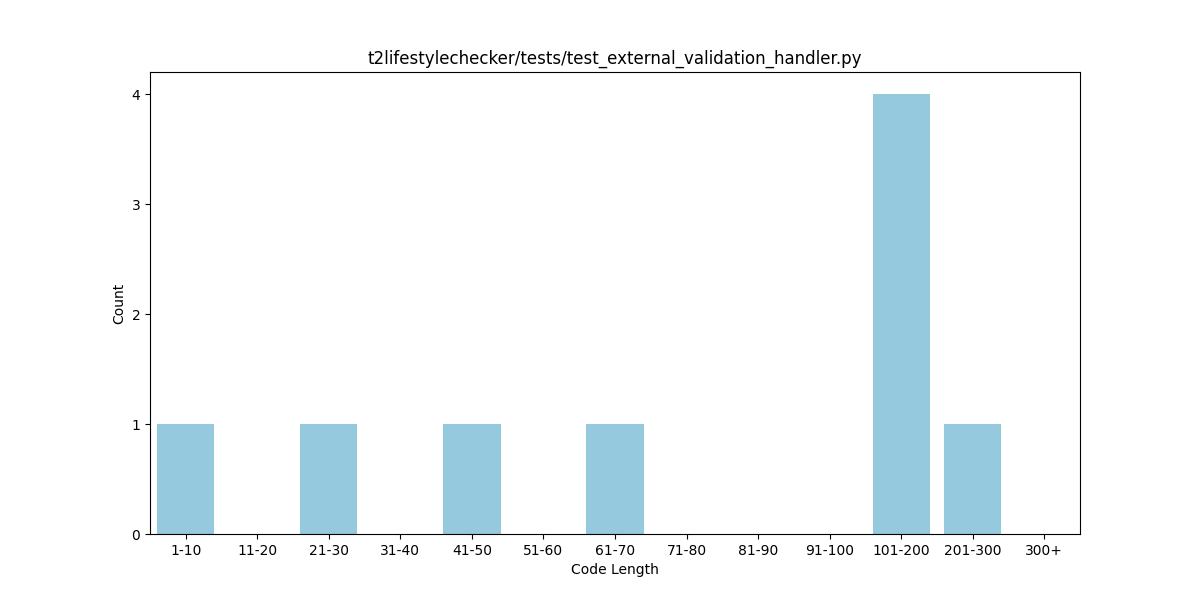 t2lifestylechecker/tests/test_external_validation_handler.py
4
3
2
1
0
Count
1-10 11-20 21-30 31-40 41-50 51-60 61-70 71-80 81-90 91-100 101-200 201-300 300+
Code Length